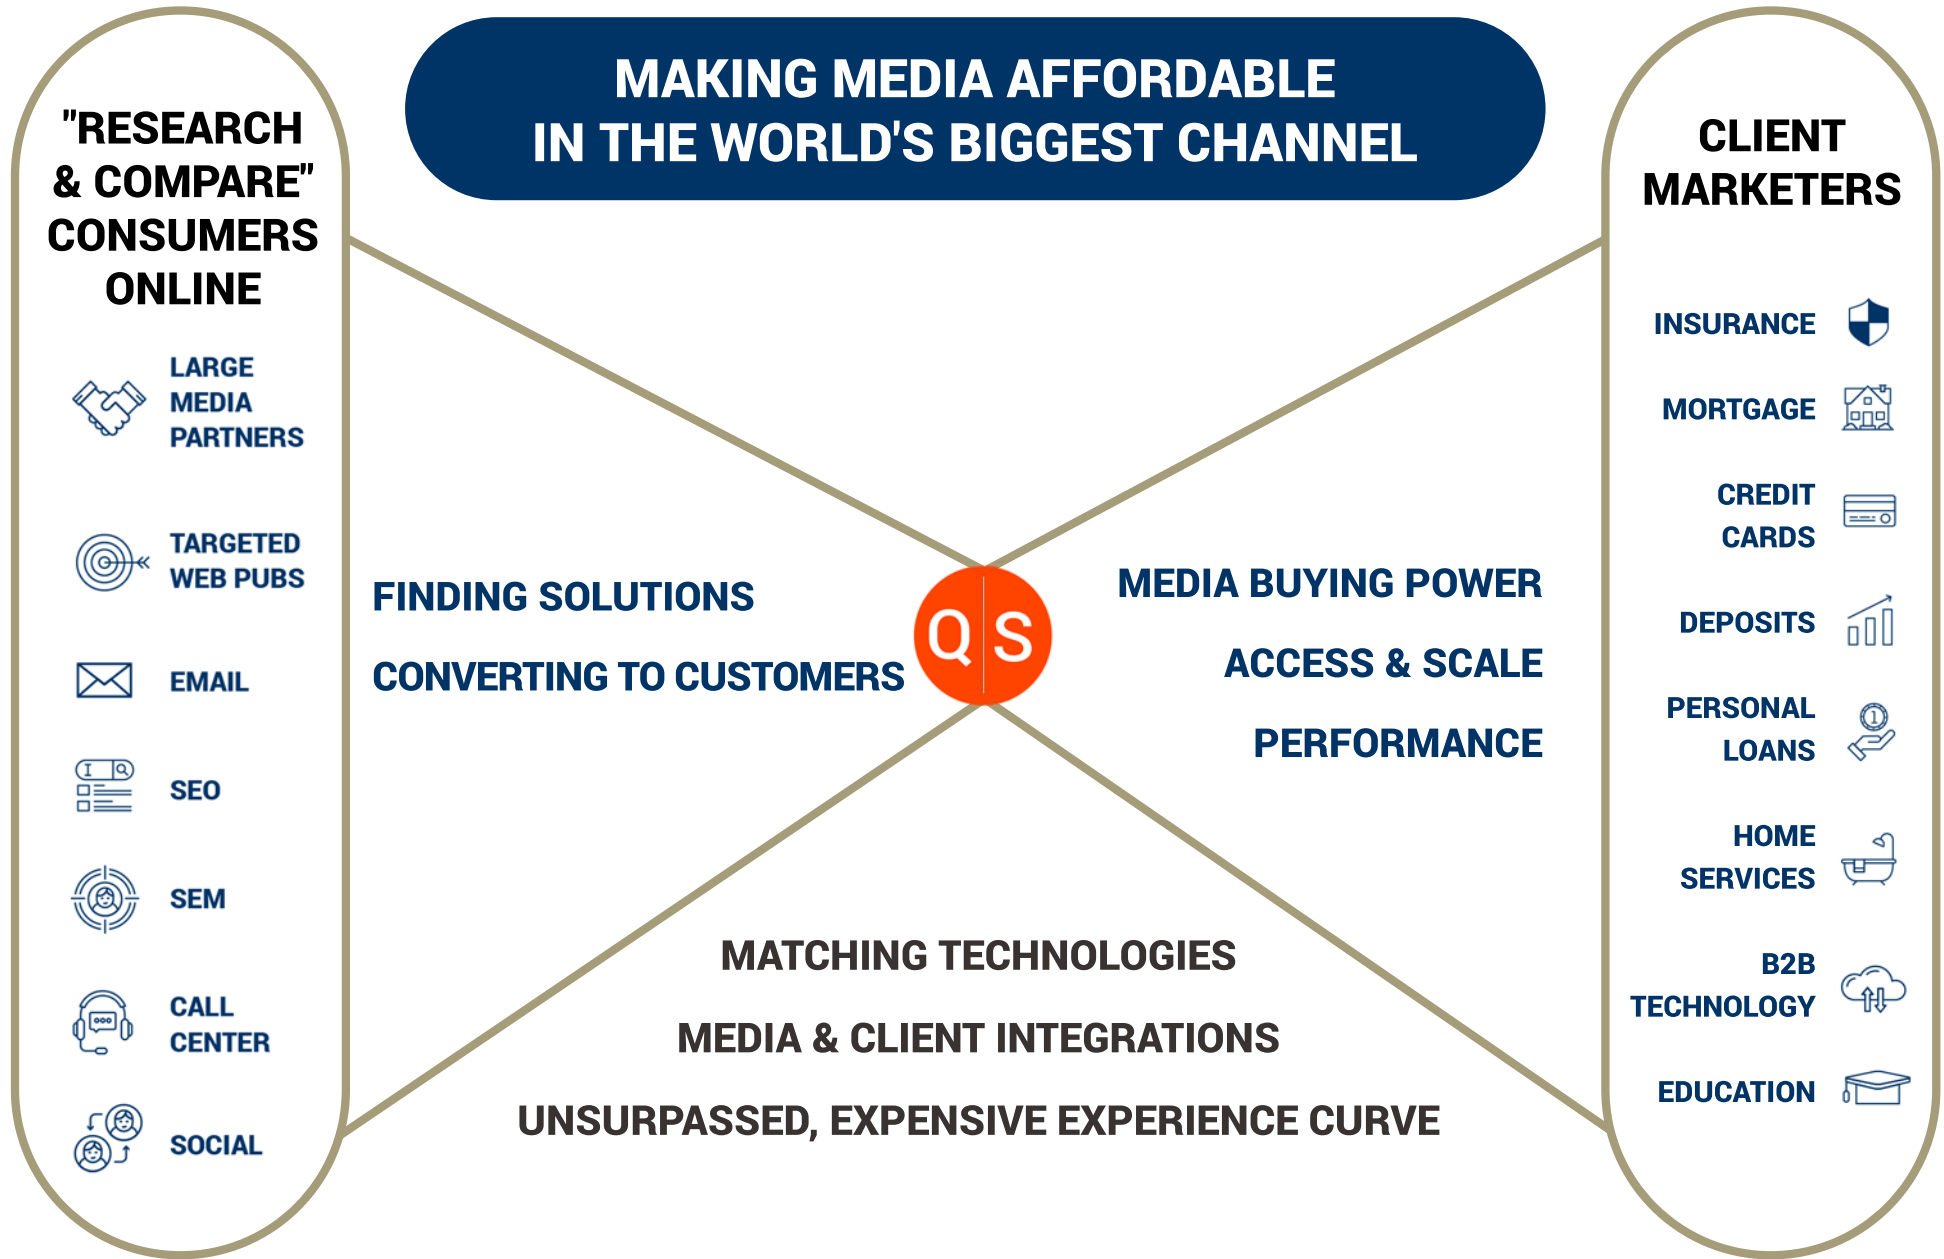 MAKING MEDIA AFFORDABLE
IN THE WORLD'S BIGGEST CHANNEL
"RESEARCH
& COMPARE"
CONSUMERS
ONLINE
LARGE
MEDIA
PARTNERS
TARGETED
WEB PUBS
EMAIL
SEO
SEM
CALL
CENTER
SOCIAL
FINDING SOLUTIONS
CONVERTING TO CUSTOMERS
Q S
MEDIA BUYING POWER
ACCESS & SCALE
PERFORMANCE
MATCHING TECHNOLOGIES
MEDIA & CLIENT INTEGRATIONS
UNSURPASSED, EXPENSIVE EXPERIENCE CURVE
CLIENT
MARKETERS
INSURANCE
MORTGAGE
CREDIT
CARDS
DEPOSITS
PERSONAL
LOANS
1
HOME
SERVICES
B2B
TECHNOLOGY
EDUCATION